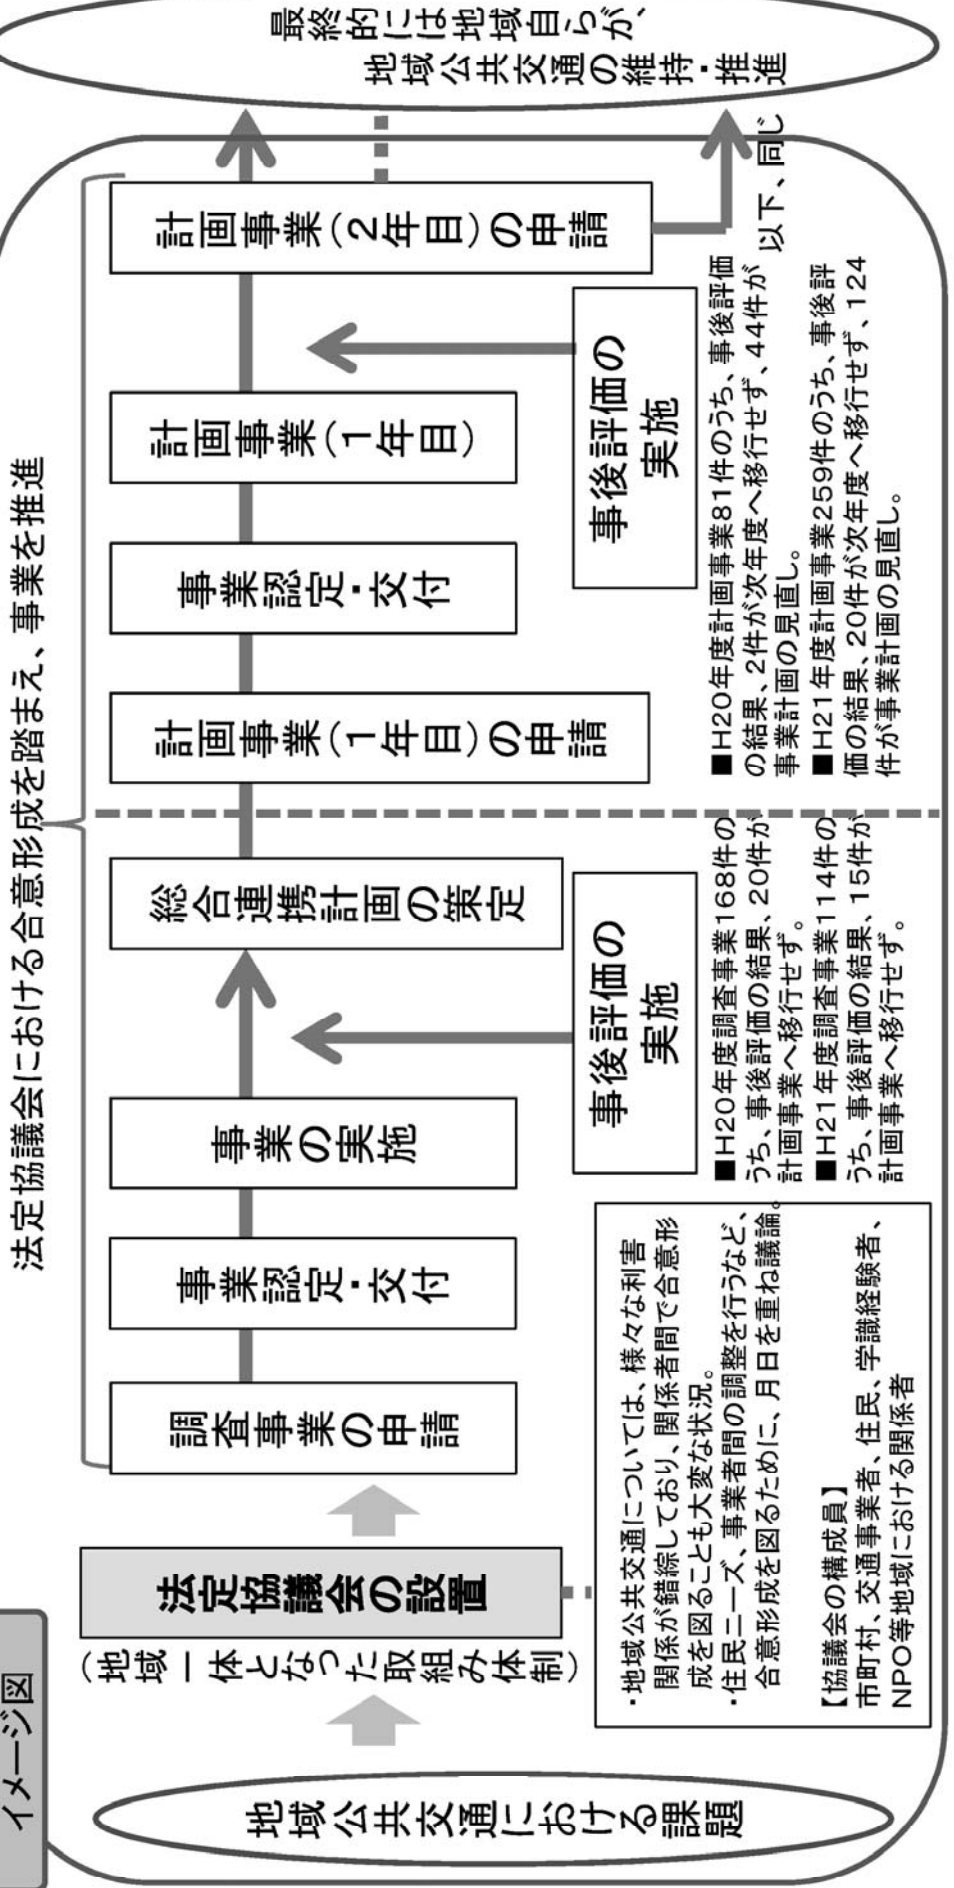 イメージ図
地域公共交通における課題
(地域一体となった取組み体制)
法定協議会の設置
・地域公共交通については、様々な利害
関係が錯綜しており、関係者間で合意形
成を図ることも大変な状況。
・住民ニーズ、事業者間の調整を行うなど、
合意形成を図るために、月日を重ね議論。
【協議会の構成員】
市町村、交通事業者、住民、学識経験者、
NPO等地域における関係者
法定協議会における合意形成を踏まえ、事業を推進
調査事業の申請
事業認定・交付
事業の実施
事後評価の
実施
■H20年度調査事業168件の
うち、事後評価の結果、20件が
計画事業へ移行せず。
■H21年度調査事業114件の
うち、事後評価の結果、15件が
計画事業へ移行せず。
総合連携計画の策定
計画事業(1年目)の申請
事業認定・交付
計画事業(1年目)
事後評価の
実施
■H20年度計画事業81件のうち、事後評価
の結果、2件が次年度へ移行せず、44件が
事業計画の見直し。
■H21年度計画事業259件のうち、事後評
価の結果、20件が次年度へ移行せず、124
件が事業計画の見直し。
計画事業(2年目)の申請
以下、同じ
最終的には地域自らが、
地域公共交通の維持・推進